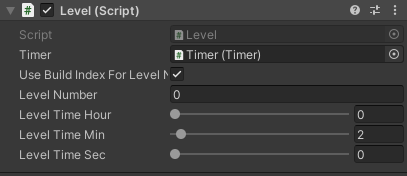 Level (Script)
Script Level
Timer Timer (Timer)
Use Build Index For Level N
Level Number 0
Level Time Hour 0
Level Time Min 2
Level Time Sec 0